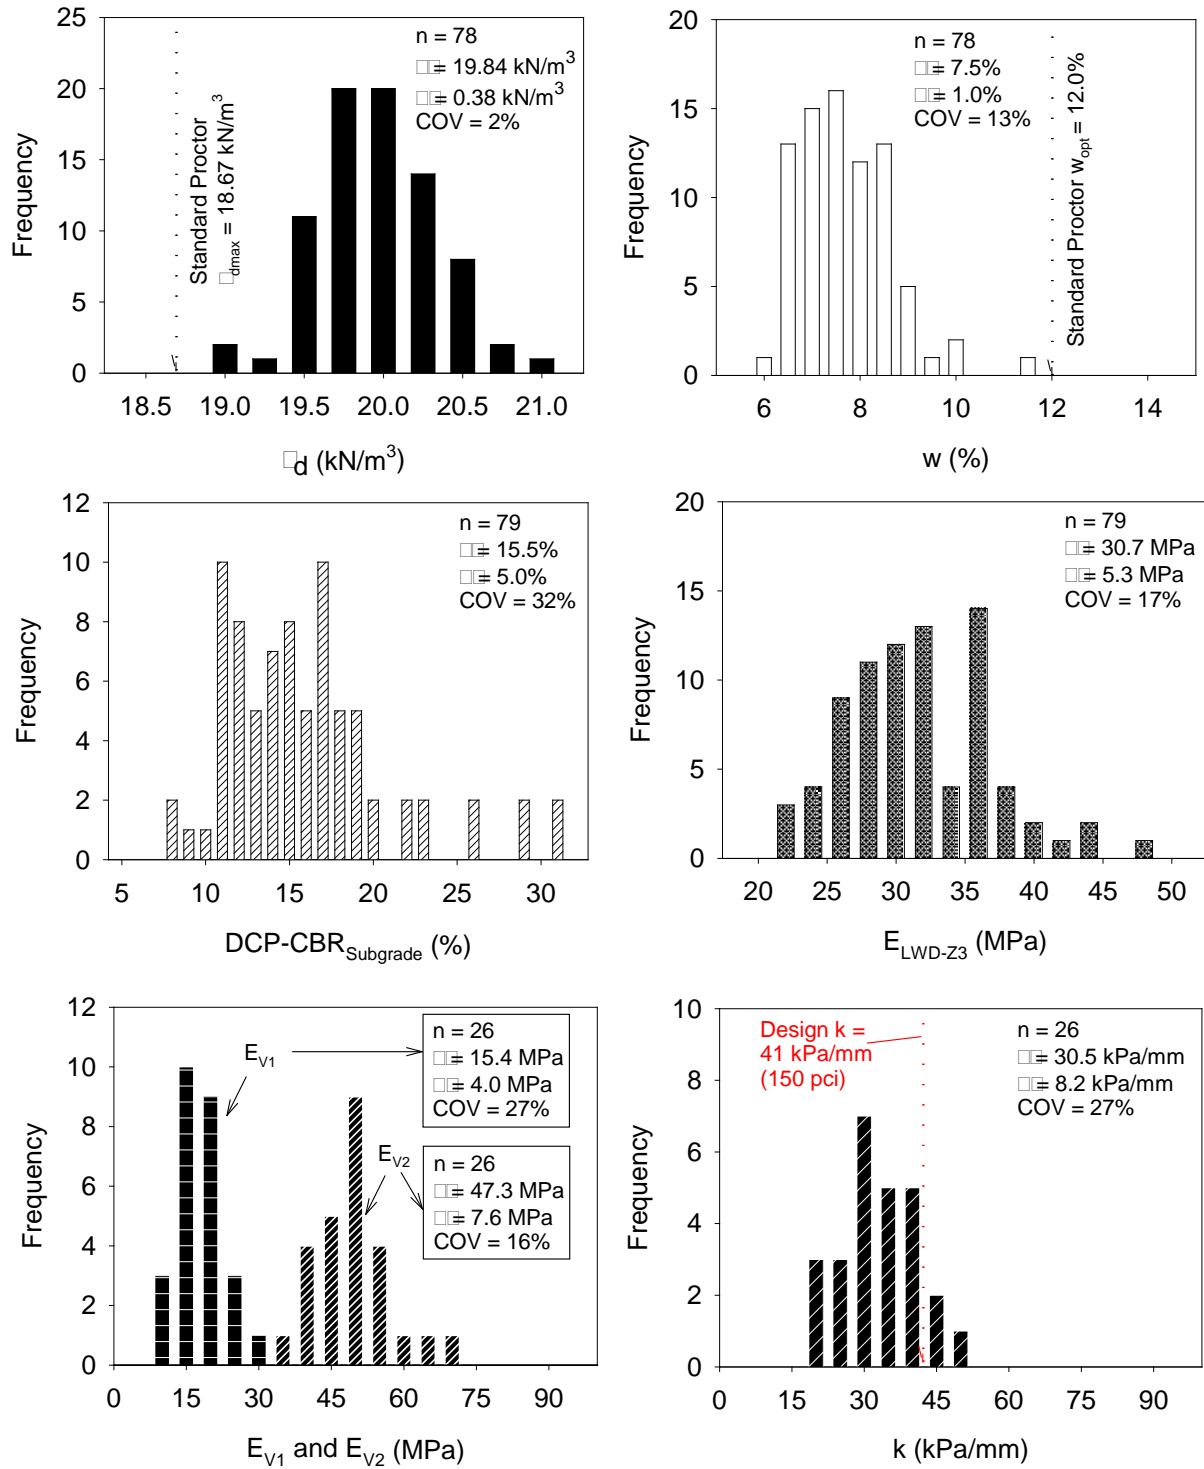 25
20
15
10
5
0
Frequency
Standard Proctor
□dmax = 18.67 kN/m³
n = 78
□□= 19.84 kN/m³
□□= 0.38 kN/m³
COV = 2%
18.5 19.0 19.5 20.0 20.5 21.0
□d (kN/m³)
20
15
10
5
0
Frequency
n = 78
□□= 7.5%
□□= 1.0%
COV = 13%
Standard Proctor wopt = 12.0%
6 8 10 12 14
w (%)
12
10
8
6
4
2
0
Frequency
n = 79
□□= 15.5%
□□= 5.0%
COV = 32%
5 10 15 20 25 30
DCP-CBRSubgrade (%)
20
15
10
5
0
Frequency
n = 79
□□= 30.7 MPa
□□= 5.3 MPa
COV = 17%
20 25 30 35 40 45 50
ELWD-Z3 (MPa)
12
10
8
6
4
2
0
Frequency
EV1
n = 26
□□= 15.4 MPa
□□= 4.0 MPa
COV = 27%
EV2
n = 26
□□= 47.3 MPa
□□= 7.6 MPa
COV = 16%
0 15 30 45 60 75 90
EV1 and EV2 (MPa)
10
8
6
4
2
0
Frequency
Design k =
41 kPa/mm
(150 pci)
n = 26
□□= 30.5 kPa/mm
□□= 8.2 kPa/mm
COV = 27%
0 15 30 45 60 75 90
k (kPa/mm)